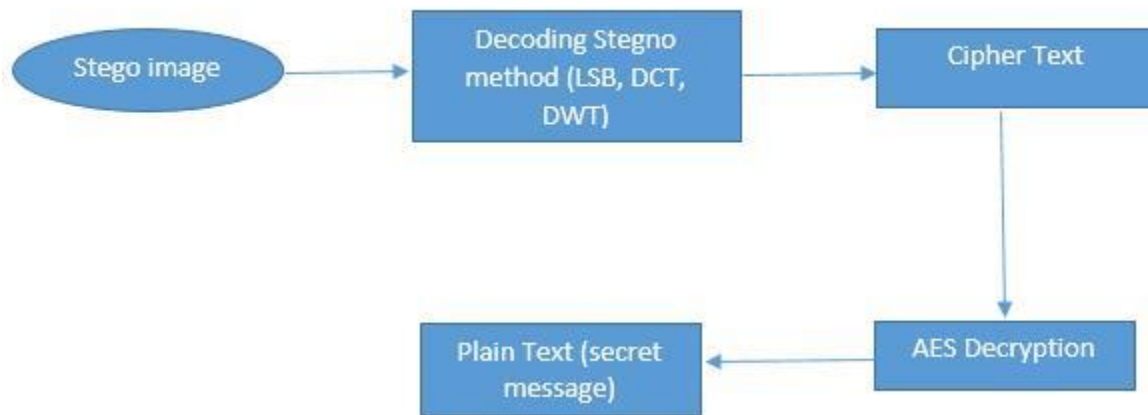 Stego image
Decoding Stegno
method (LSB, DCT,
DWT)
Cipher Text
AES Decryption
Plain Text (secret
message)